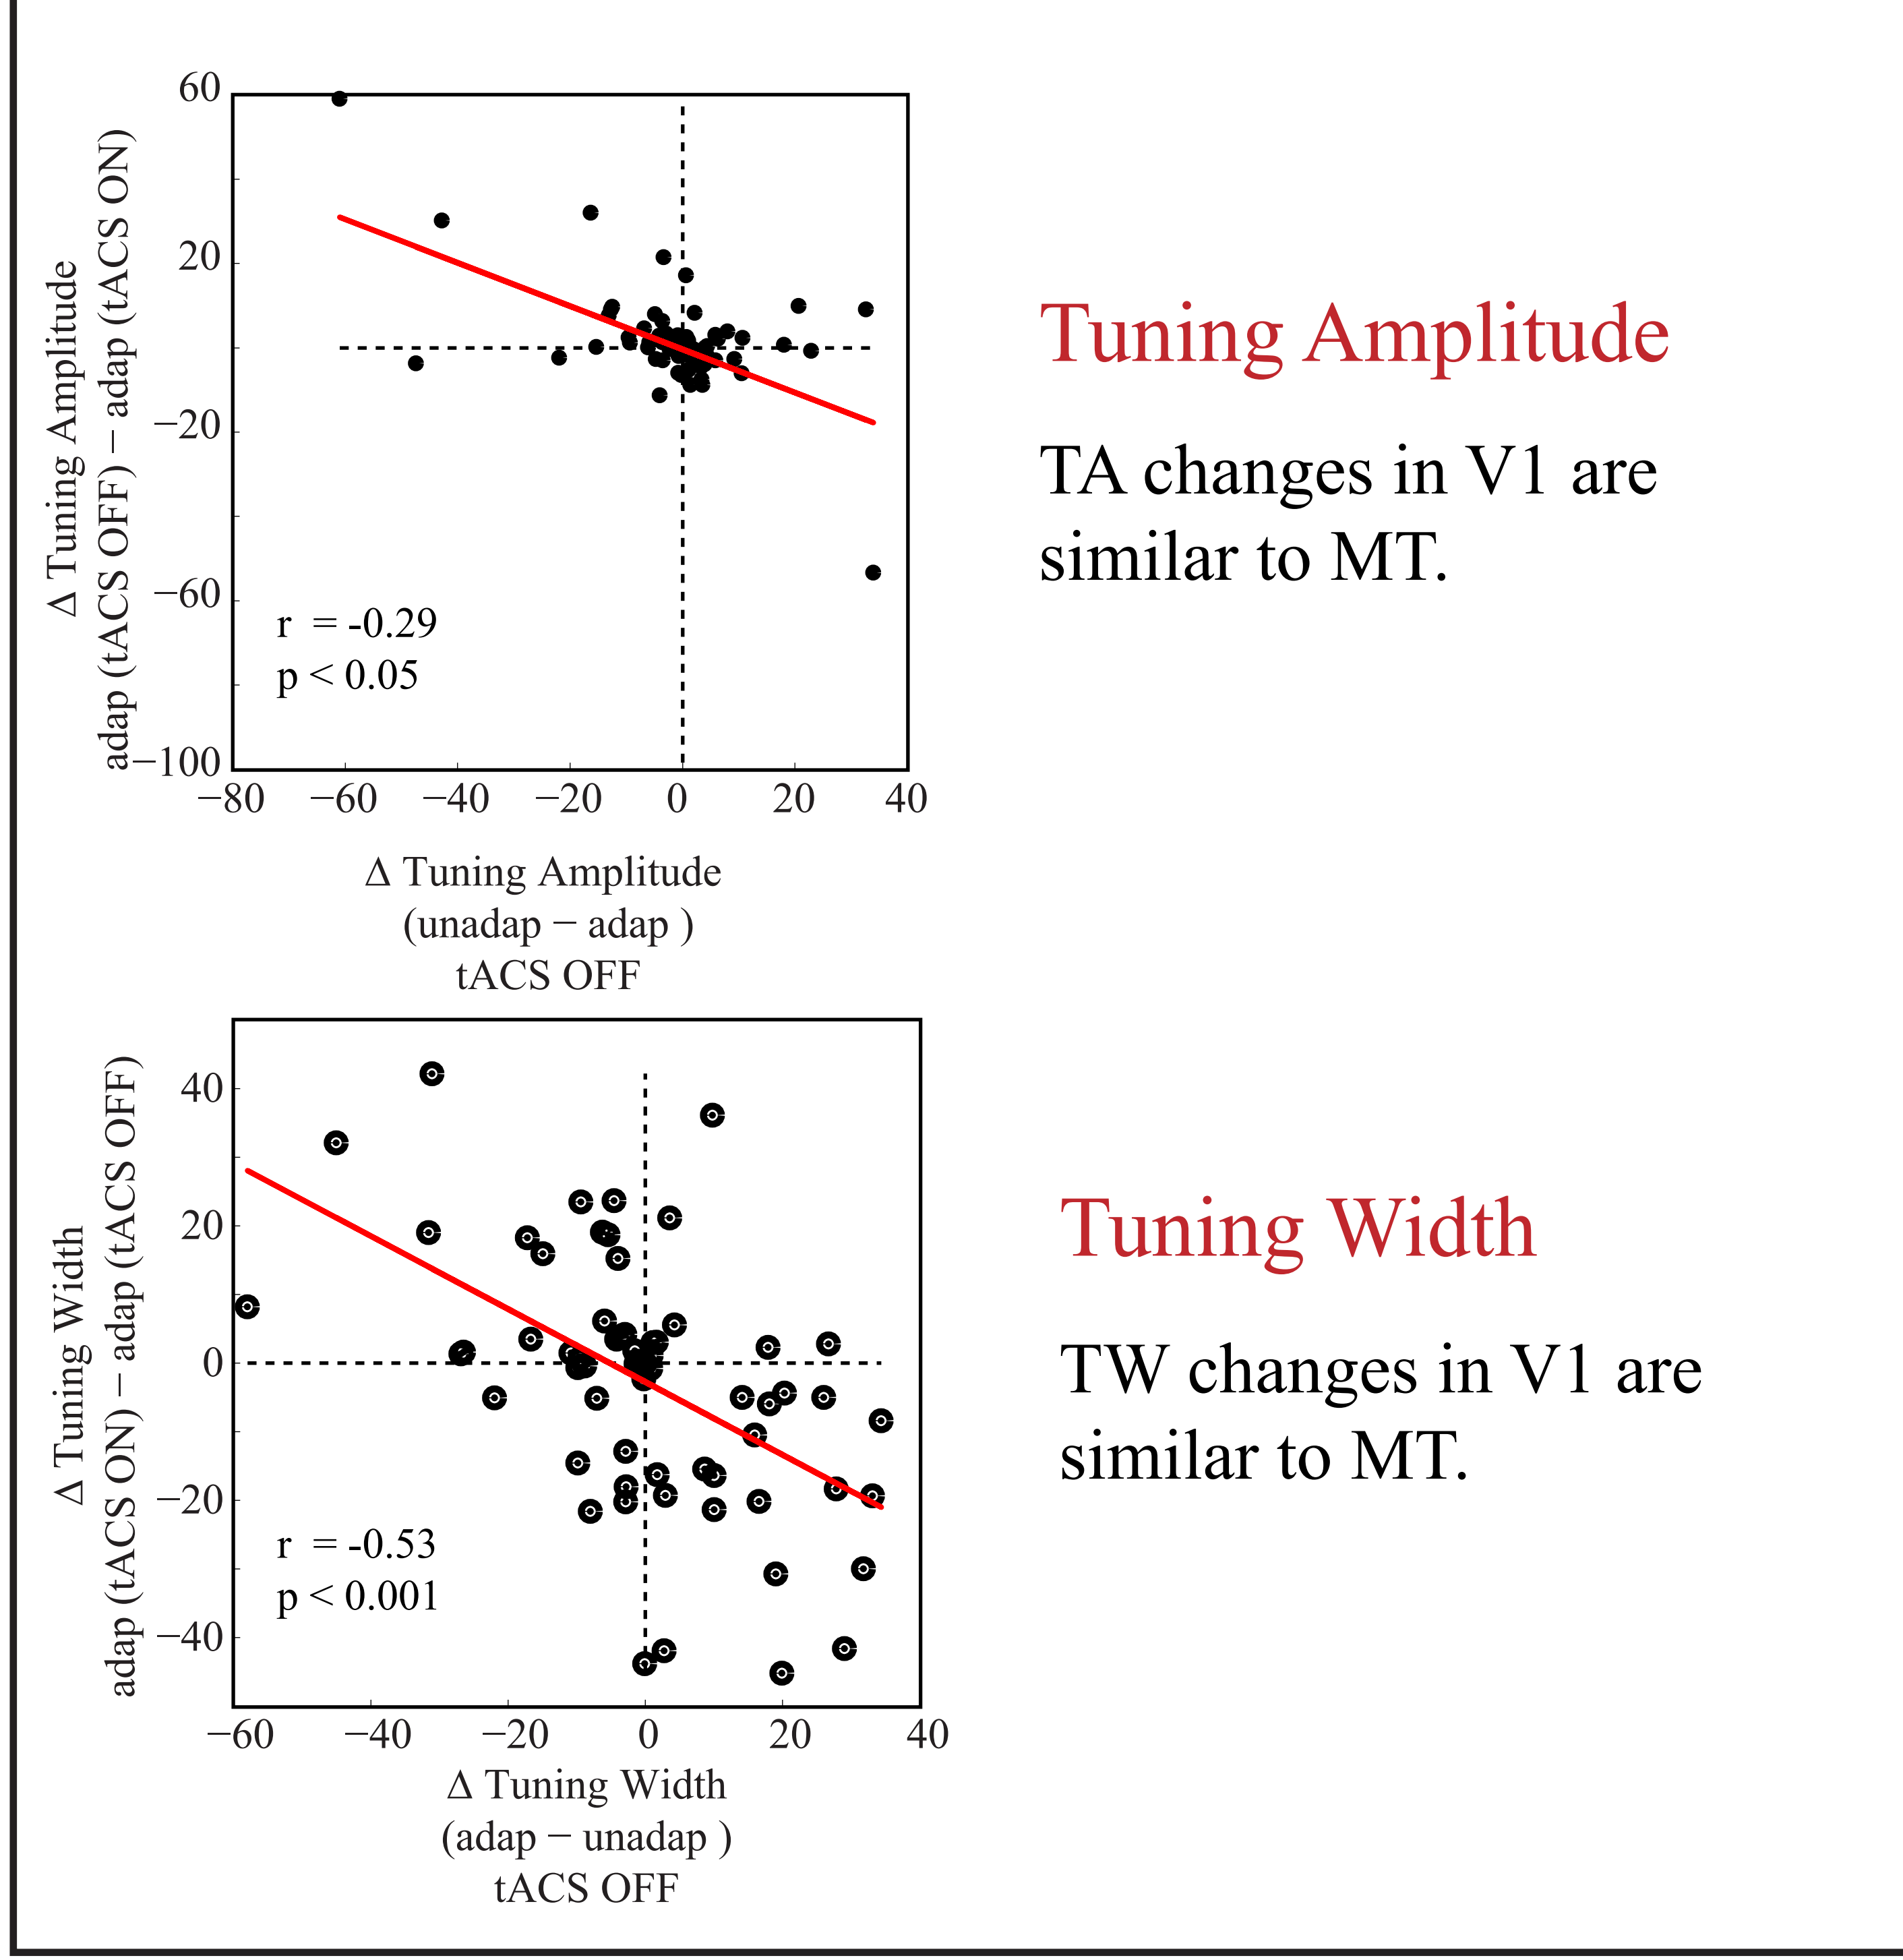 60
20
−20
−60
−100
Δ Tuning Amplitude
adap (tACS OFF) − adap (tACS ON)
r = -0.29
p < 0.05
−80 −60 −40 −20 0 20 40
Δ Tuning Amplitude
(unadap − adap )
tACS OFF
Tuning Amplitude
TA changes in V1 are
similar to MT.
40
20
0
−20
−40
Δ Tuning Width
adap (tACS ON) − adap (tACS OFF)
r = -0.53
p < 0.001
−60 −40 −20 0 20 40
Δ Tuning Width
(adap − unadap )
tACS OFF
Tuning Width
TW changes in V1 are
similar to MT.